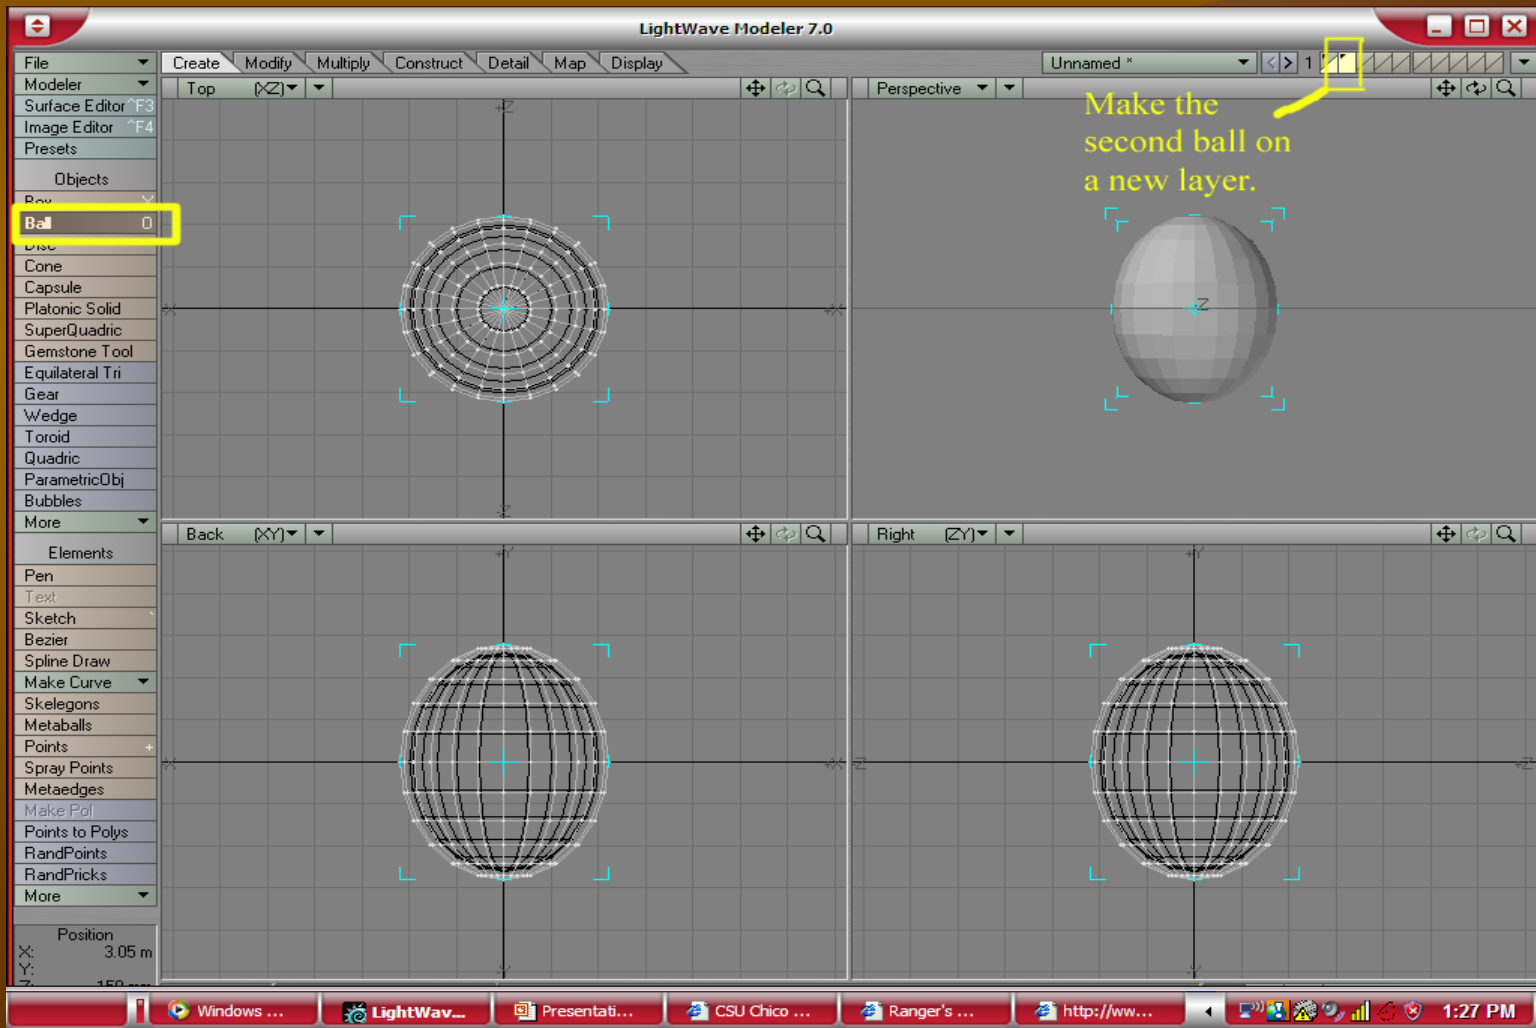 LightWave Modeler 7.0
File
Create Modify Multiply Construct Detail Map Display
Unnamed *
1
Modeler
Surface Editor ^F3
Image Editor ^F4
Presets
Objects
Box X
Ball O
Disc
Cone
Capsule
Platonic Solid
SuperQuadric
Gemstone Tool
Equilateral Tri
Gear
Wedge
Toroid
Quadric
ParametricObj
Bubbles
More
Elements
Pen
Text
Sketch `
Bezier
Spline Draw
Make Curve
Skelegons
Metaballs
Points +
Spray Points
Metaedges
Make Pol
Points to Polys
RandPoints
RandPricks
More
Position
X: 3.05 m
Y:
Top (XZ)
Perspective
Make the
second ball on
a new layer.
Back (XY)
Right (ZY)
Windows ...
LightWav...
Presentati...
CSU Chico ...
Ranger's ...
http://ww...
1:27 PM